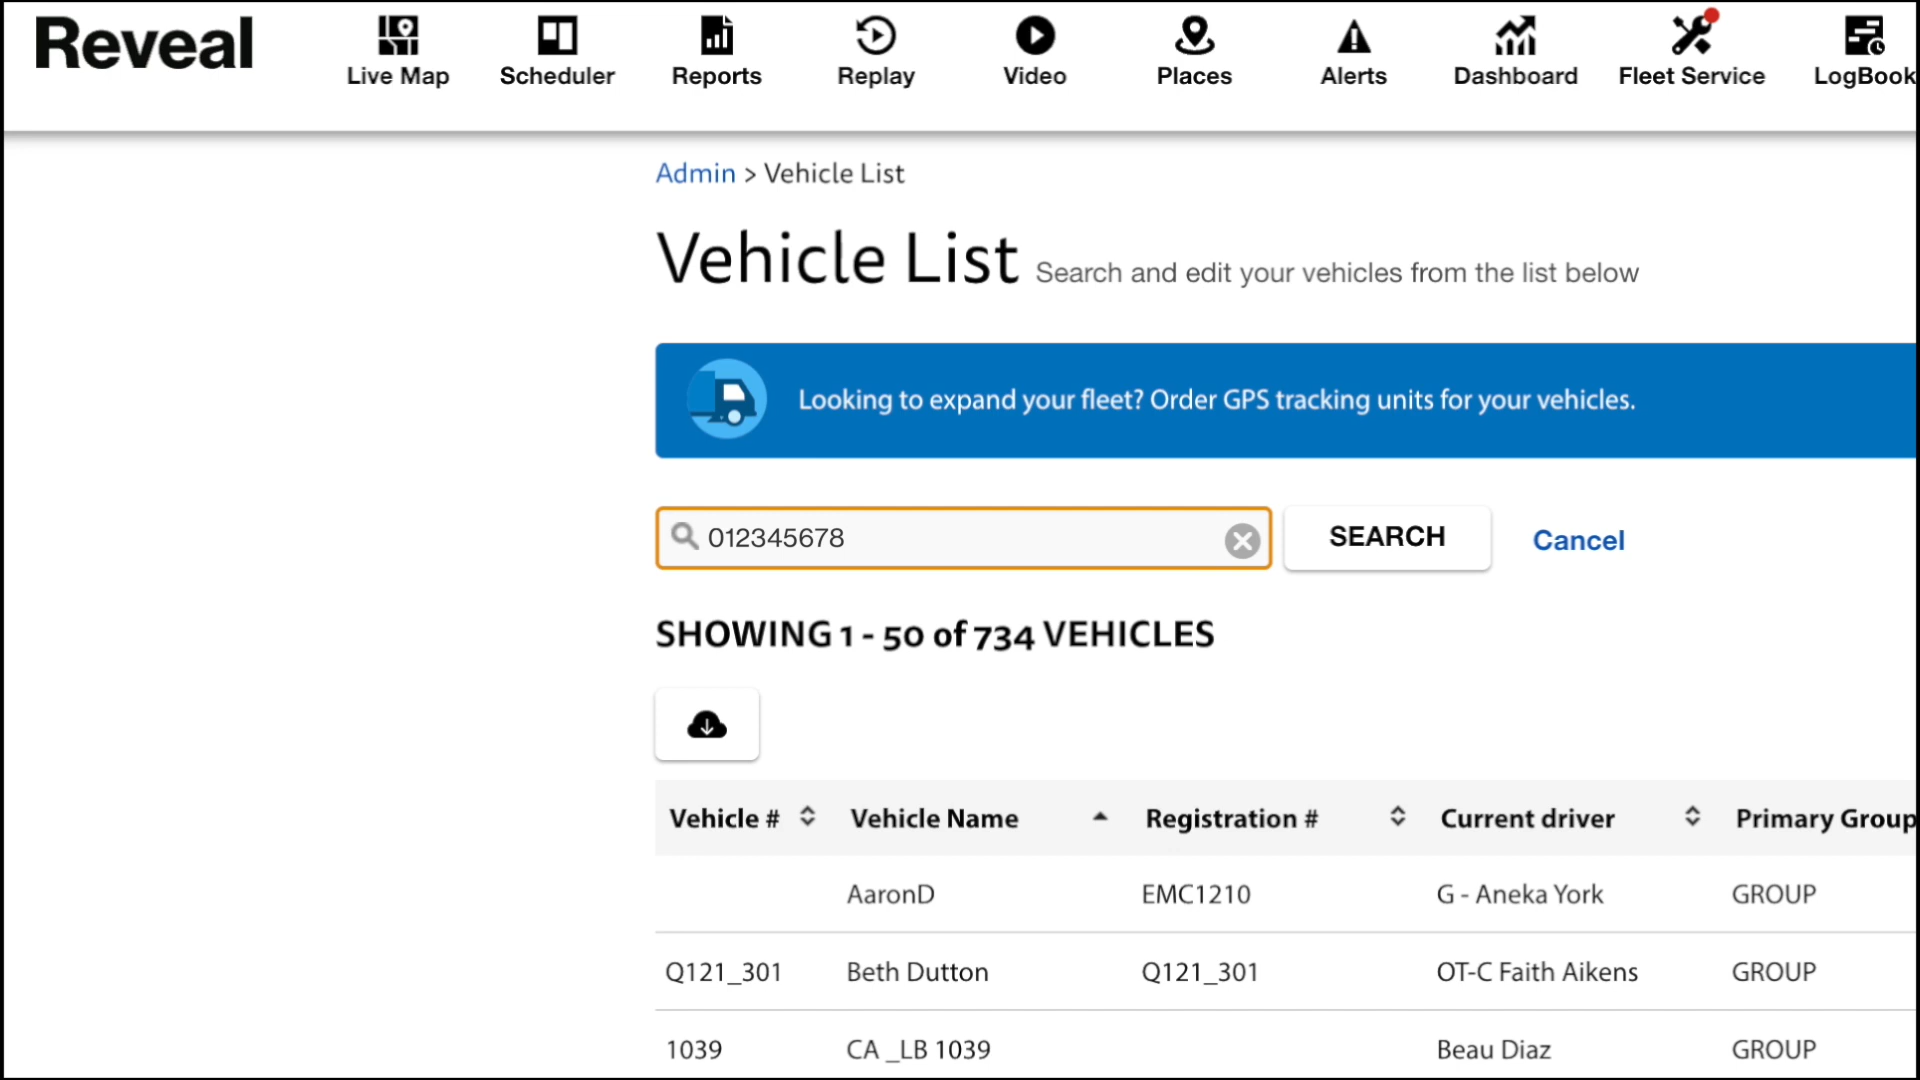 Reveal
Live Map
Scheduler
Reports
Replay
Video
Places
Alerts
Dashboard
Fleet Service
LogBook
Admin > Vehicle List
Vehicle List Search and edit your vehicles from the list below
Looking to expand your fleet? Order GPS tracking units for your vehicles.
012345678
SEARCH
Cancel
SHOWING 1 - 50 of 734 VEHICLES
Vehicle # Vehicle Name Registration # Current driver Primary Group
AaronD EMC1210 G - Aneka York GROUP
Q121_301 Beth Dutton Q121_301 OT-C Faith Aikens GROUP
1039 CA _LB 1039 Beau Diaz GROUP